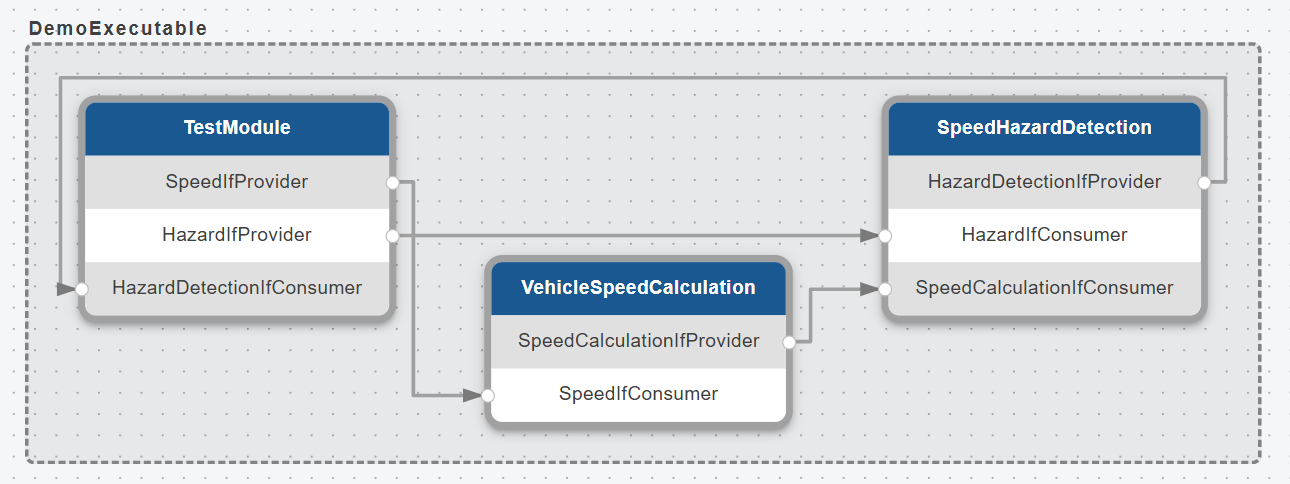 DemoExecutable
TestModule
SpeedIfProvider
HazardIfProvider
HazardDetectionIfConsumer
VehicleSpeedCalculation
SpeedCalculationIfProvider
SpeedIfConsumer
SpeedHazardDetection
HazardDetectionIfProvider
HazardIfConsumer
SpeedCalculationIfConsumer